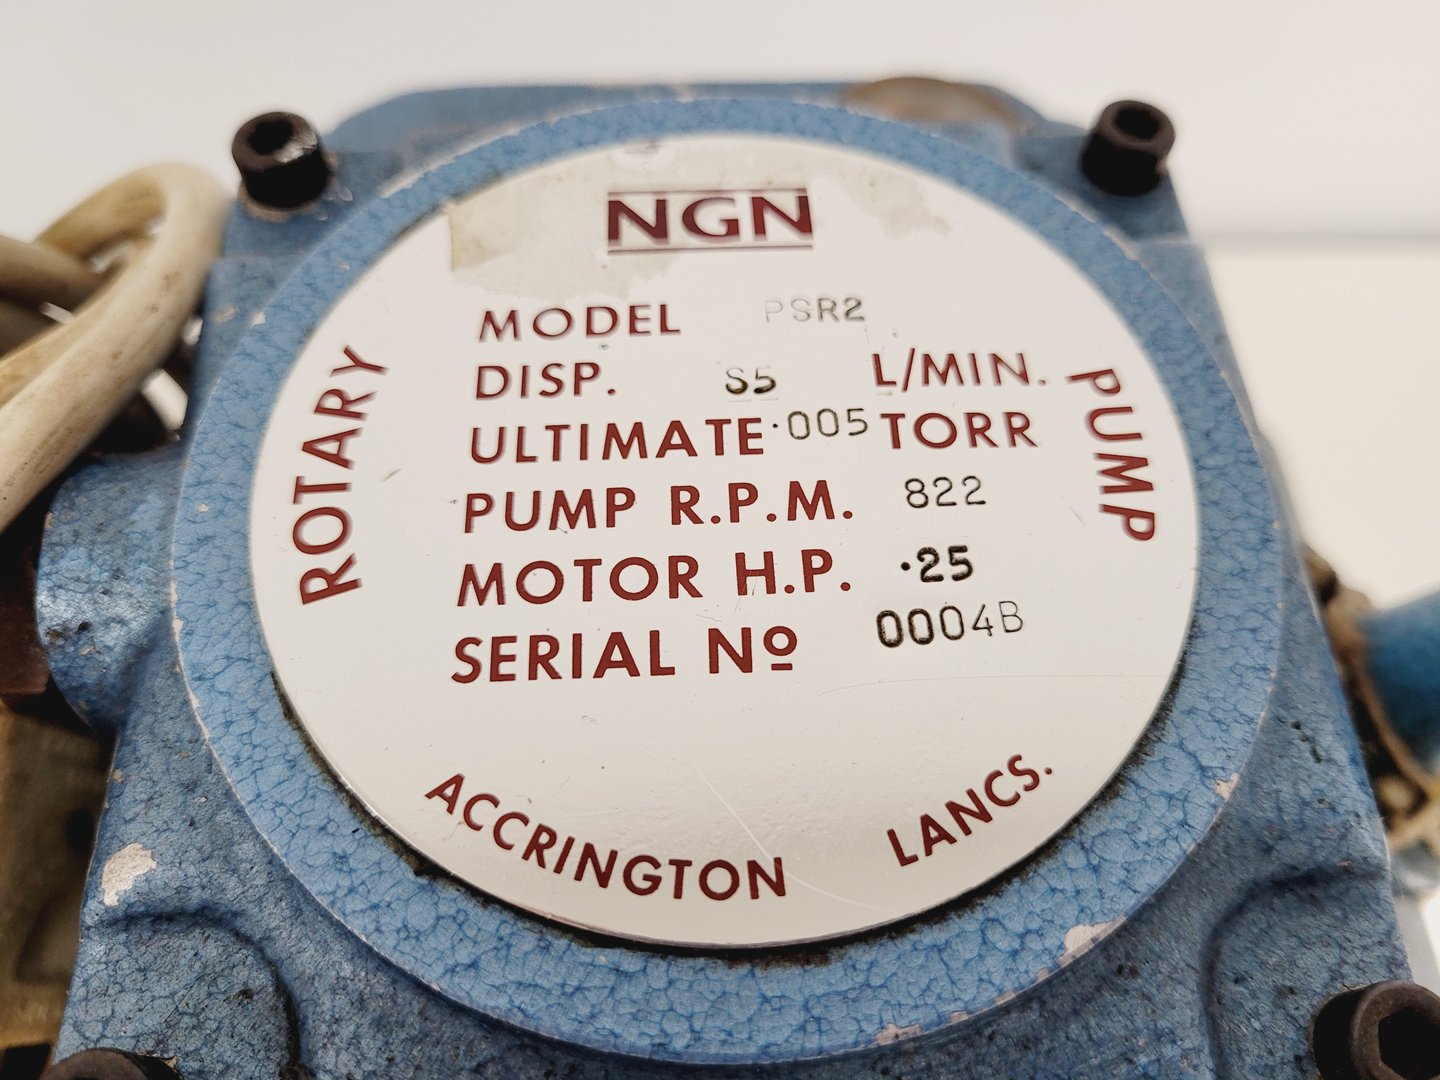 NGN
MODEL PSR2
DISP. S5 L/MIN.
ULTIMATE .005 TORR
PUMP R.P.M. 822
MOTOR H.P. .25
SERIAL Nº 0004B
ROTARY
PUMP
ACCRINGTON LANCS.